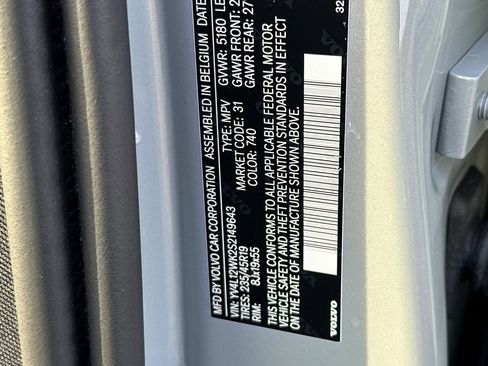 MFD BY VOLVO CAR CORPORATION ASSEMBLED IN BELGIUM DATE
GVWR: 5180 LB
GAWR FRONT: 2
GAWR REAR: 27
VIN: YV4L12WK2S2149643 TYPE: MPV
TIRES: 235/45R19 MARKET CODE: 31
RIM: 8Jx19x55 COLOR: 740
THIS VEHICLE CONFORMS TO ALL APPLICABLE FEDERAL MOTOR
VEHICLE SAFETY AND THEFT PREVENTION STANDARDS IN EFFECT
ON THE DATE OF MANUFACTURE SHOWN ABOVE.
VOLVO
32